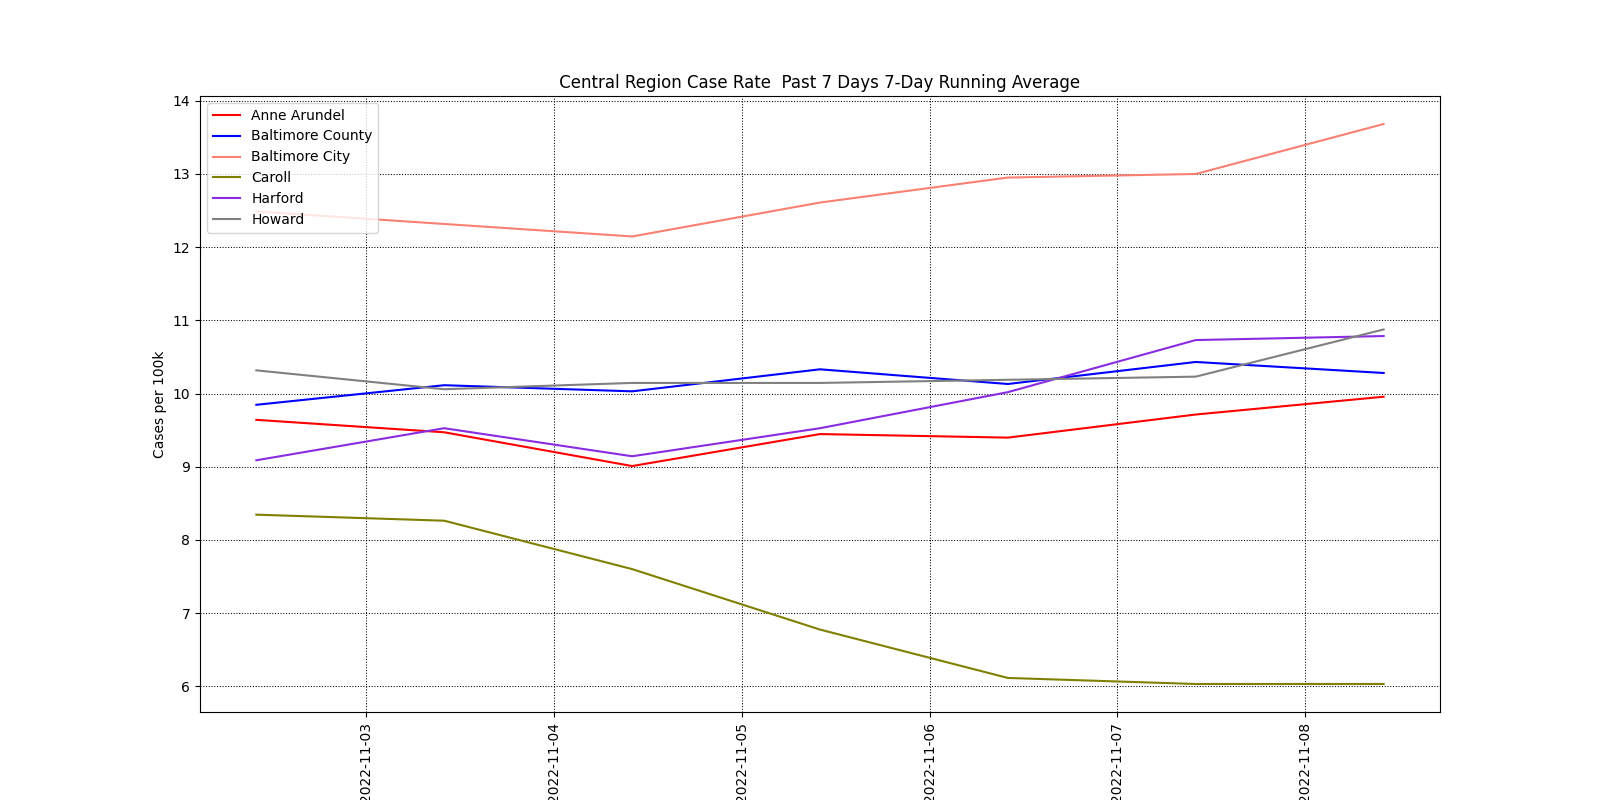 Central Region Case Rate  Past 7 Days 7-Day Running Average
Cases per 100k
14
13
12
11
10
9
8
7
6
Anne Arundel
Baltimore County
Baltimore City
Caroll
Harford
Howard
2022-11-03
2022-11-04
2022-11-05
2022-11-06
2022-11-07
2022-11-08